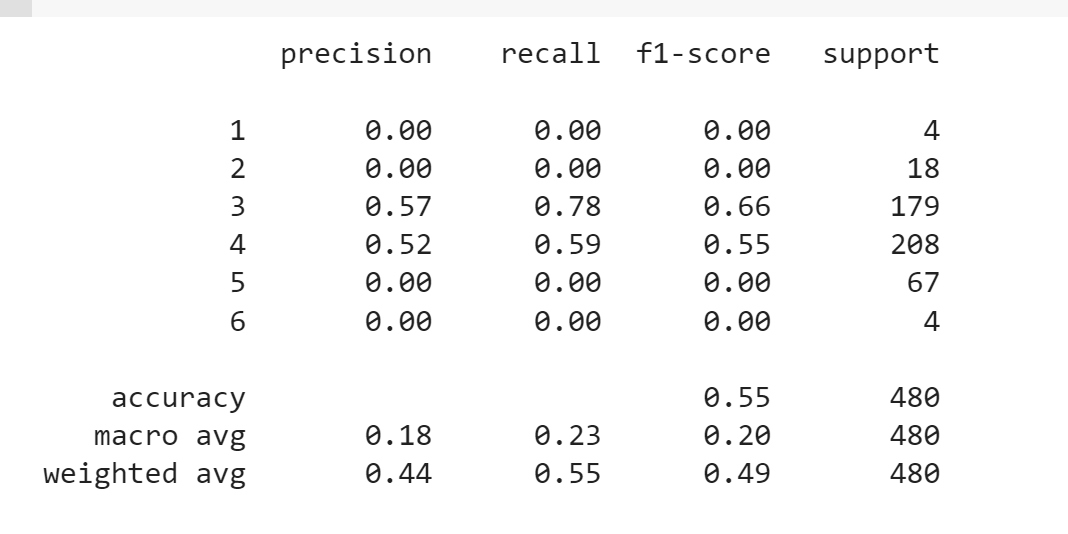 precision recall f1-score support
1 0.00 0.00 0.00 4
2 0.00 0.00 0.00 18
3 0.57 0.78 0.66 179
4 0.52 0.59 0.55 208
5 0.00 0.00 0.00 67
6 0.00 0.00 0.00 4
accuracy 0.55 480
macro avg 0.18 0.23 0.20 480
weighted avg 0.44 0.55 0.49 480